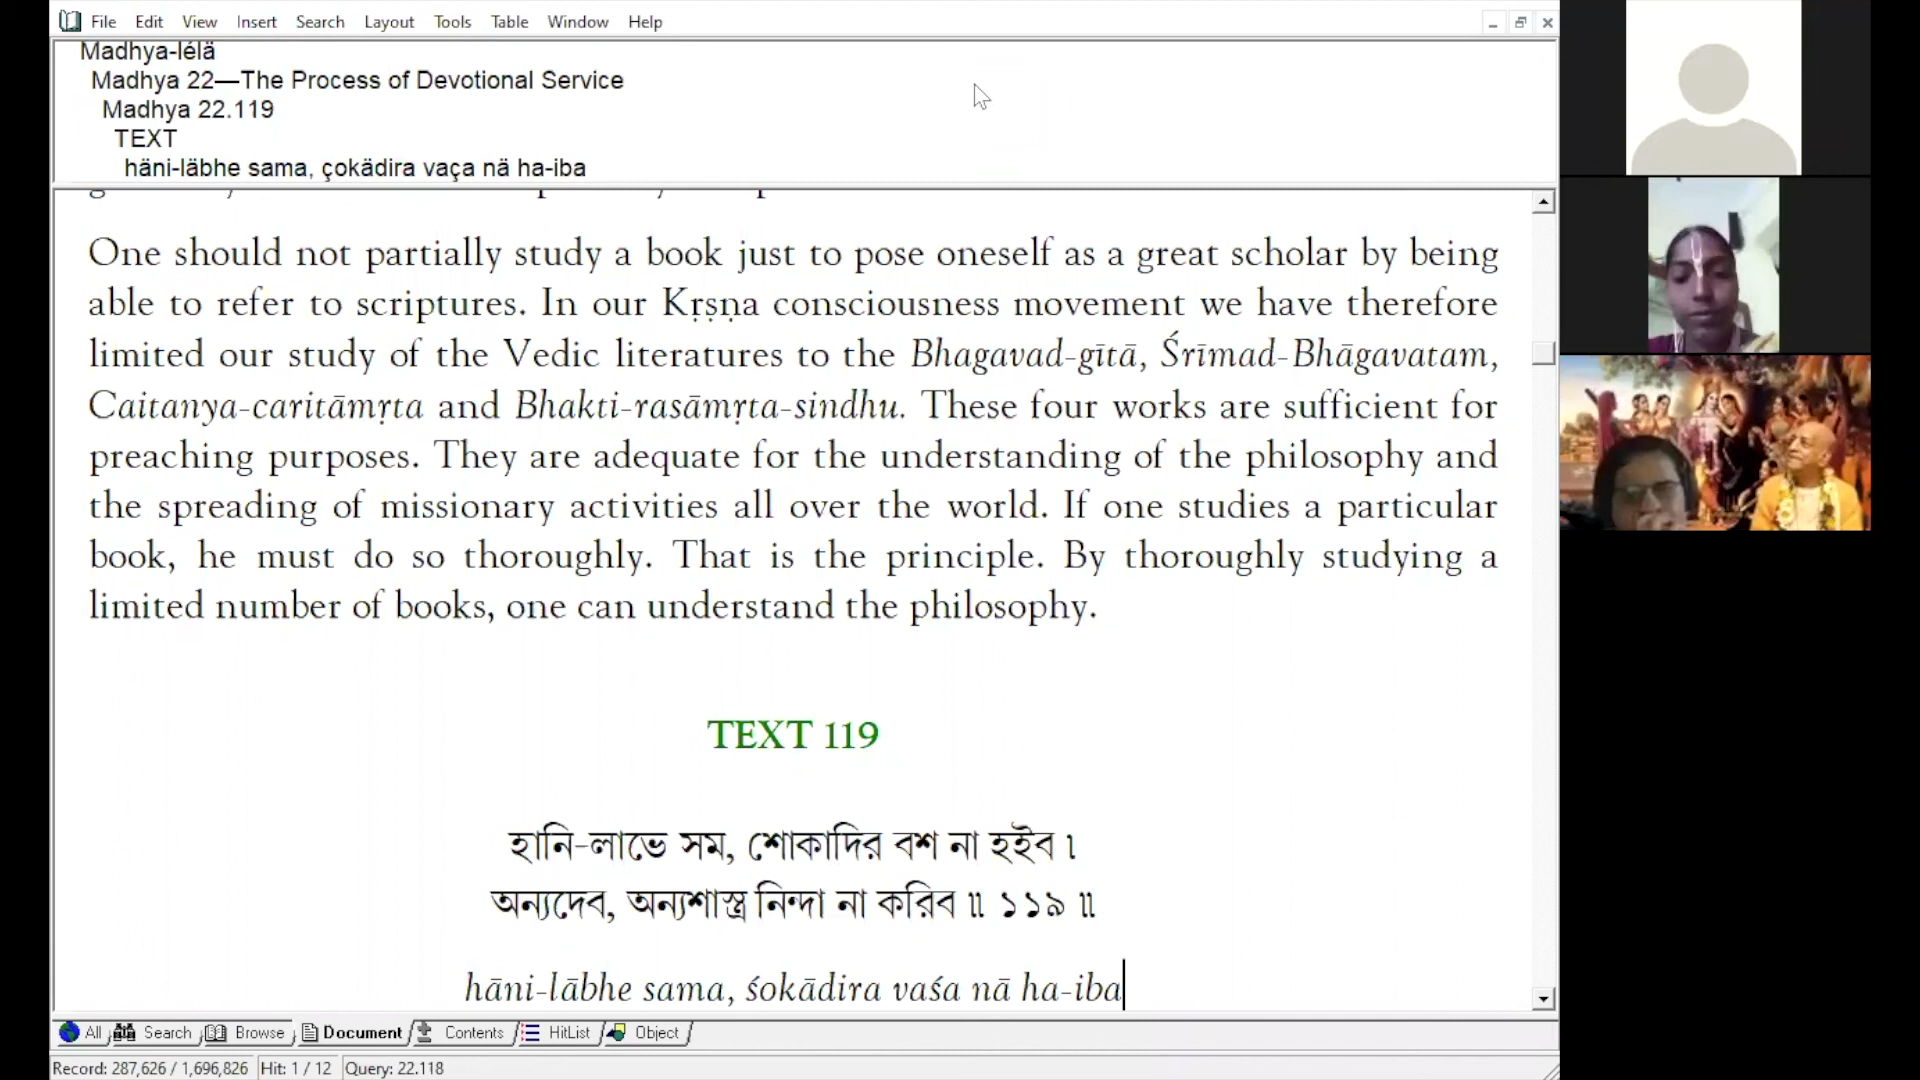 File Edit View Insert Search Layout Tools Table Window Help
Madhya-lélä
Madhya 22—The Process of Devotional Service
Madhya 22.119
TEXT
häni-läbhe sama, çokädira vaça nä ha-iba
One should not partially study a book just to pose oneself as a great scholar by being
able to refer to scriptures. In our Kṛṣṇa consciousness movement we have therefore
limited our study of the Vedic literatures to the Bhagavad-gītā, Śrīmad-Bhāgavatam,
Caitanya-caritāmṛta and Bhakti-rasāmṛta-sindhu. These four works are sufficient for
preaching purposes. They are adequate for the understanding of the philosophy and
the spreading of missionary activities all over the world. If one studies a particular
book, he must do so thoroughly. That is the principle. By thoroughly studying a
limited number of books, one can understand the philosophy.
TEXT 119
হানি-লাভে সম, শোকাদির বশ না হইব ৷
অন্যদেব, অন্যশাস্ত্র নিন্দা না করিব ॥ ১১৯ ॥
hāni-lābhe sama, śokādira vaśa nā ha-iba
All Search Browse Document Contents HitList Object
Record: 287,626 / 1,696,826 Hit: 1 / 12 Query: 22.118